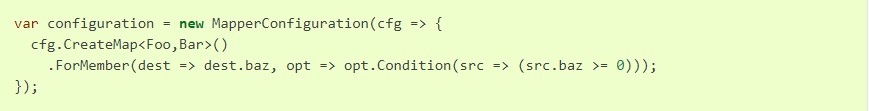 var configuration = new MapperConfiguration(cfg => {
  cfg.CreateMap<Foo,Bar>()
    .ForMember(dest => dest.baz, opt => opt.Condition(src => (src.baz >= 0)));
});